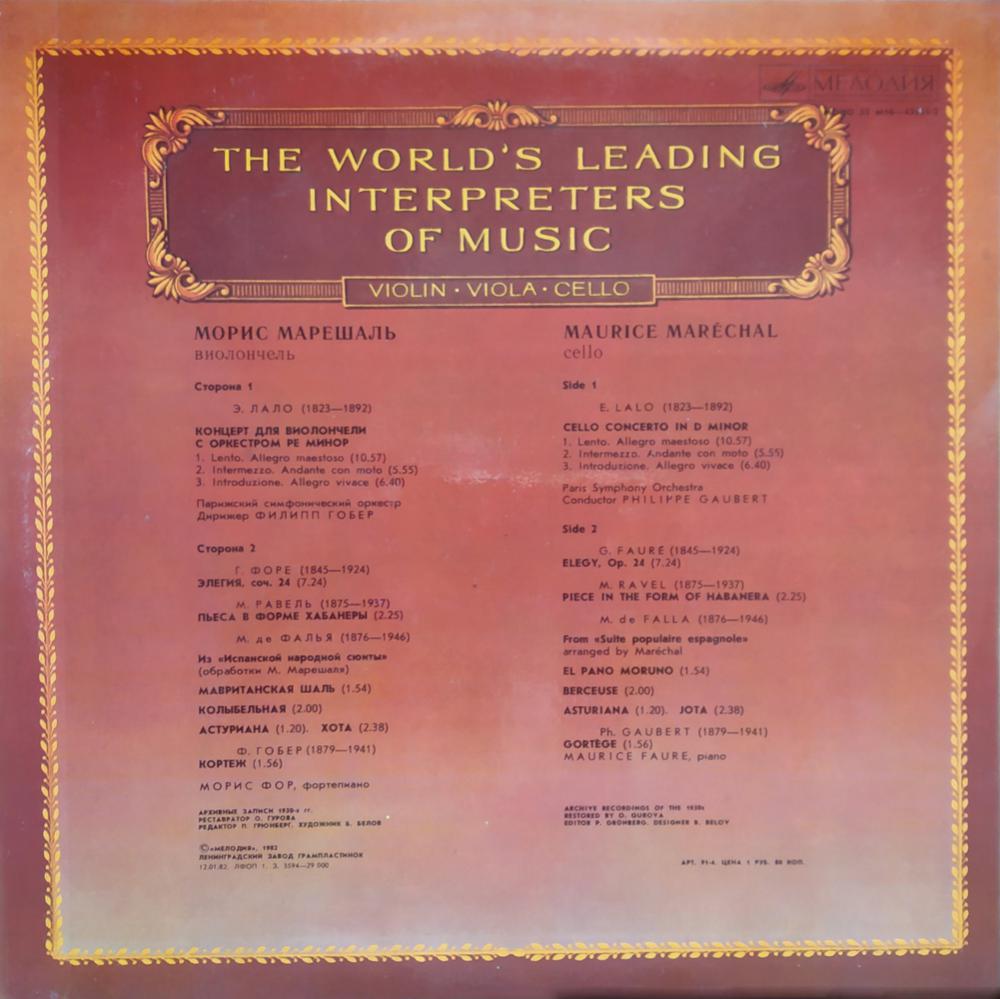 МЕЛОДИЯ
THE WORLD'S LEADING
INTERPRETERS
OF MUSIC
VIOLIN · VIOLA · CELLO
МОРИС МАРЕШАЛЬ
виолончель
Сторона 1
Э. ЛАЛО (1823—1892)
КОНЦЕРТ ДЛЯ ВИОЛОНЧЕЛИ
С ОРКЕСТРОМ РЕ МИНОР
1. Lento. Allegro maestoso (10.57)
2. Intermezzo. Andante con moto (5.55)
3. Introduzione. Allegro vivace (6.40)
Парижский симфонический оркестр
Дирижер ФИЛИПП ГОБЕР
Сторона 2
Г. ФОРЕ (1845—1924)
ЭЛЕГИЯ, соч. 24 (7.24)
М. РАВЕЛЬ (1875—1937)
ПЬЕСА В ФОРМЕ ХАБАНЕРЫ (2.25)
М. де ФАЛЬЯ (1876—1946)
Из «Испанской народной сюиты»
(обработки М. Марешаля)
МАВРИТАНСКАЯ ШАЛЬ (1.54)
КОЛЫБЕЛЬНАЯ (2.00)
АСТУРИАНА (1.20). ХОТА (2.38)
Ф. ГОБЕР (1879—1941)
КОРТЕЖ (1.56)
МОРИС ФОР, фортепиано
АРХИВНЫЕ ЗАПИСИ 1930-х гг.
РЕСТАВРАТОР О. ГУРОВА
РЕДАКТОР П. ГРЮНБЕРГ. ХУДОЖНИК Б. БЕЛОВ
© «МЕЛОДИЯ», 1982
ЛЕНИНГРАДСКИЙ ЗАВОД ГРАМПЛАСТИНОК
12.01.82. ЛФОП 1. З. 3594—29 000
MAURICE MARÉCHAL
cello
Side 1
E. LALO (1823—1892)
CELLO CONCERTO IN D MINOR
1. Lento. Allegro maestoso (10.57)
2. Intermezzo. Andante con moto (5.55)
3. Introduzione. Allegro vivace (6.40)
Paris Symphony Orchestra
Conductor PHILIPPE GAUBERT
Side 2
G. FAURÉ (1845—1924)
ELEGY, Op. 24 (7.24)
M. RAVEL (1875—1937)
PIECE IN THE FORM OF HABANERA (2.25)
M. de FALLA (1876—1946)
From «Suite populaire espagnole»
arranged by Maréchal
EL PANO MORUNO (1.54)
BERCEUSE (2.00)
ASTURIANA (1.20). JOTA (2.38)
Ph. GAUBERT (1879—1941)
GORTÈGE (1.56)
MAURICE FAURE, piano
ARCHIVE RECORDINGS OF THE 1930s
RESTORED BY O. GUROVA
EDITOR P. GRÜNBERG. DESIGNER B. BELOV
АРТ. 91-4. ЦЕНА 1 РУБ. 80 КОП.